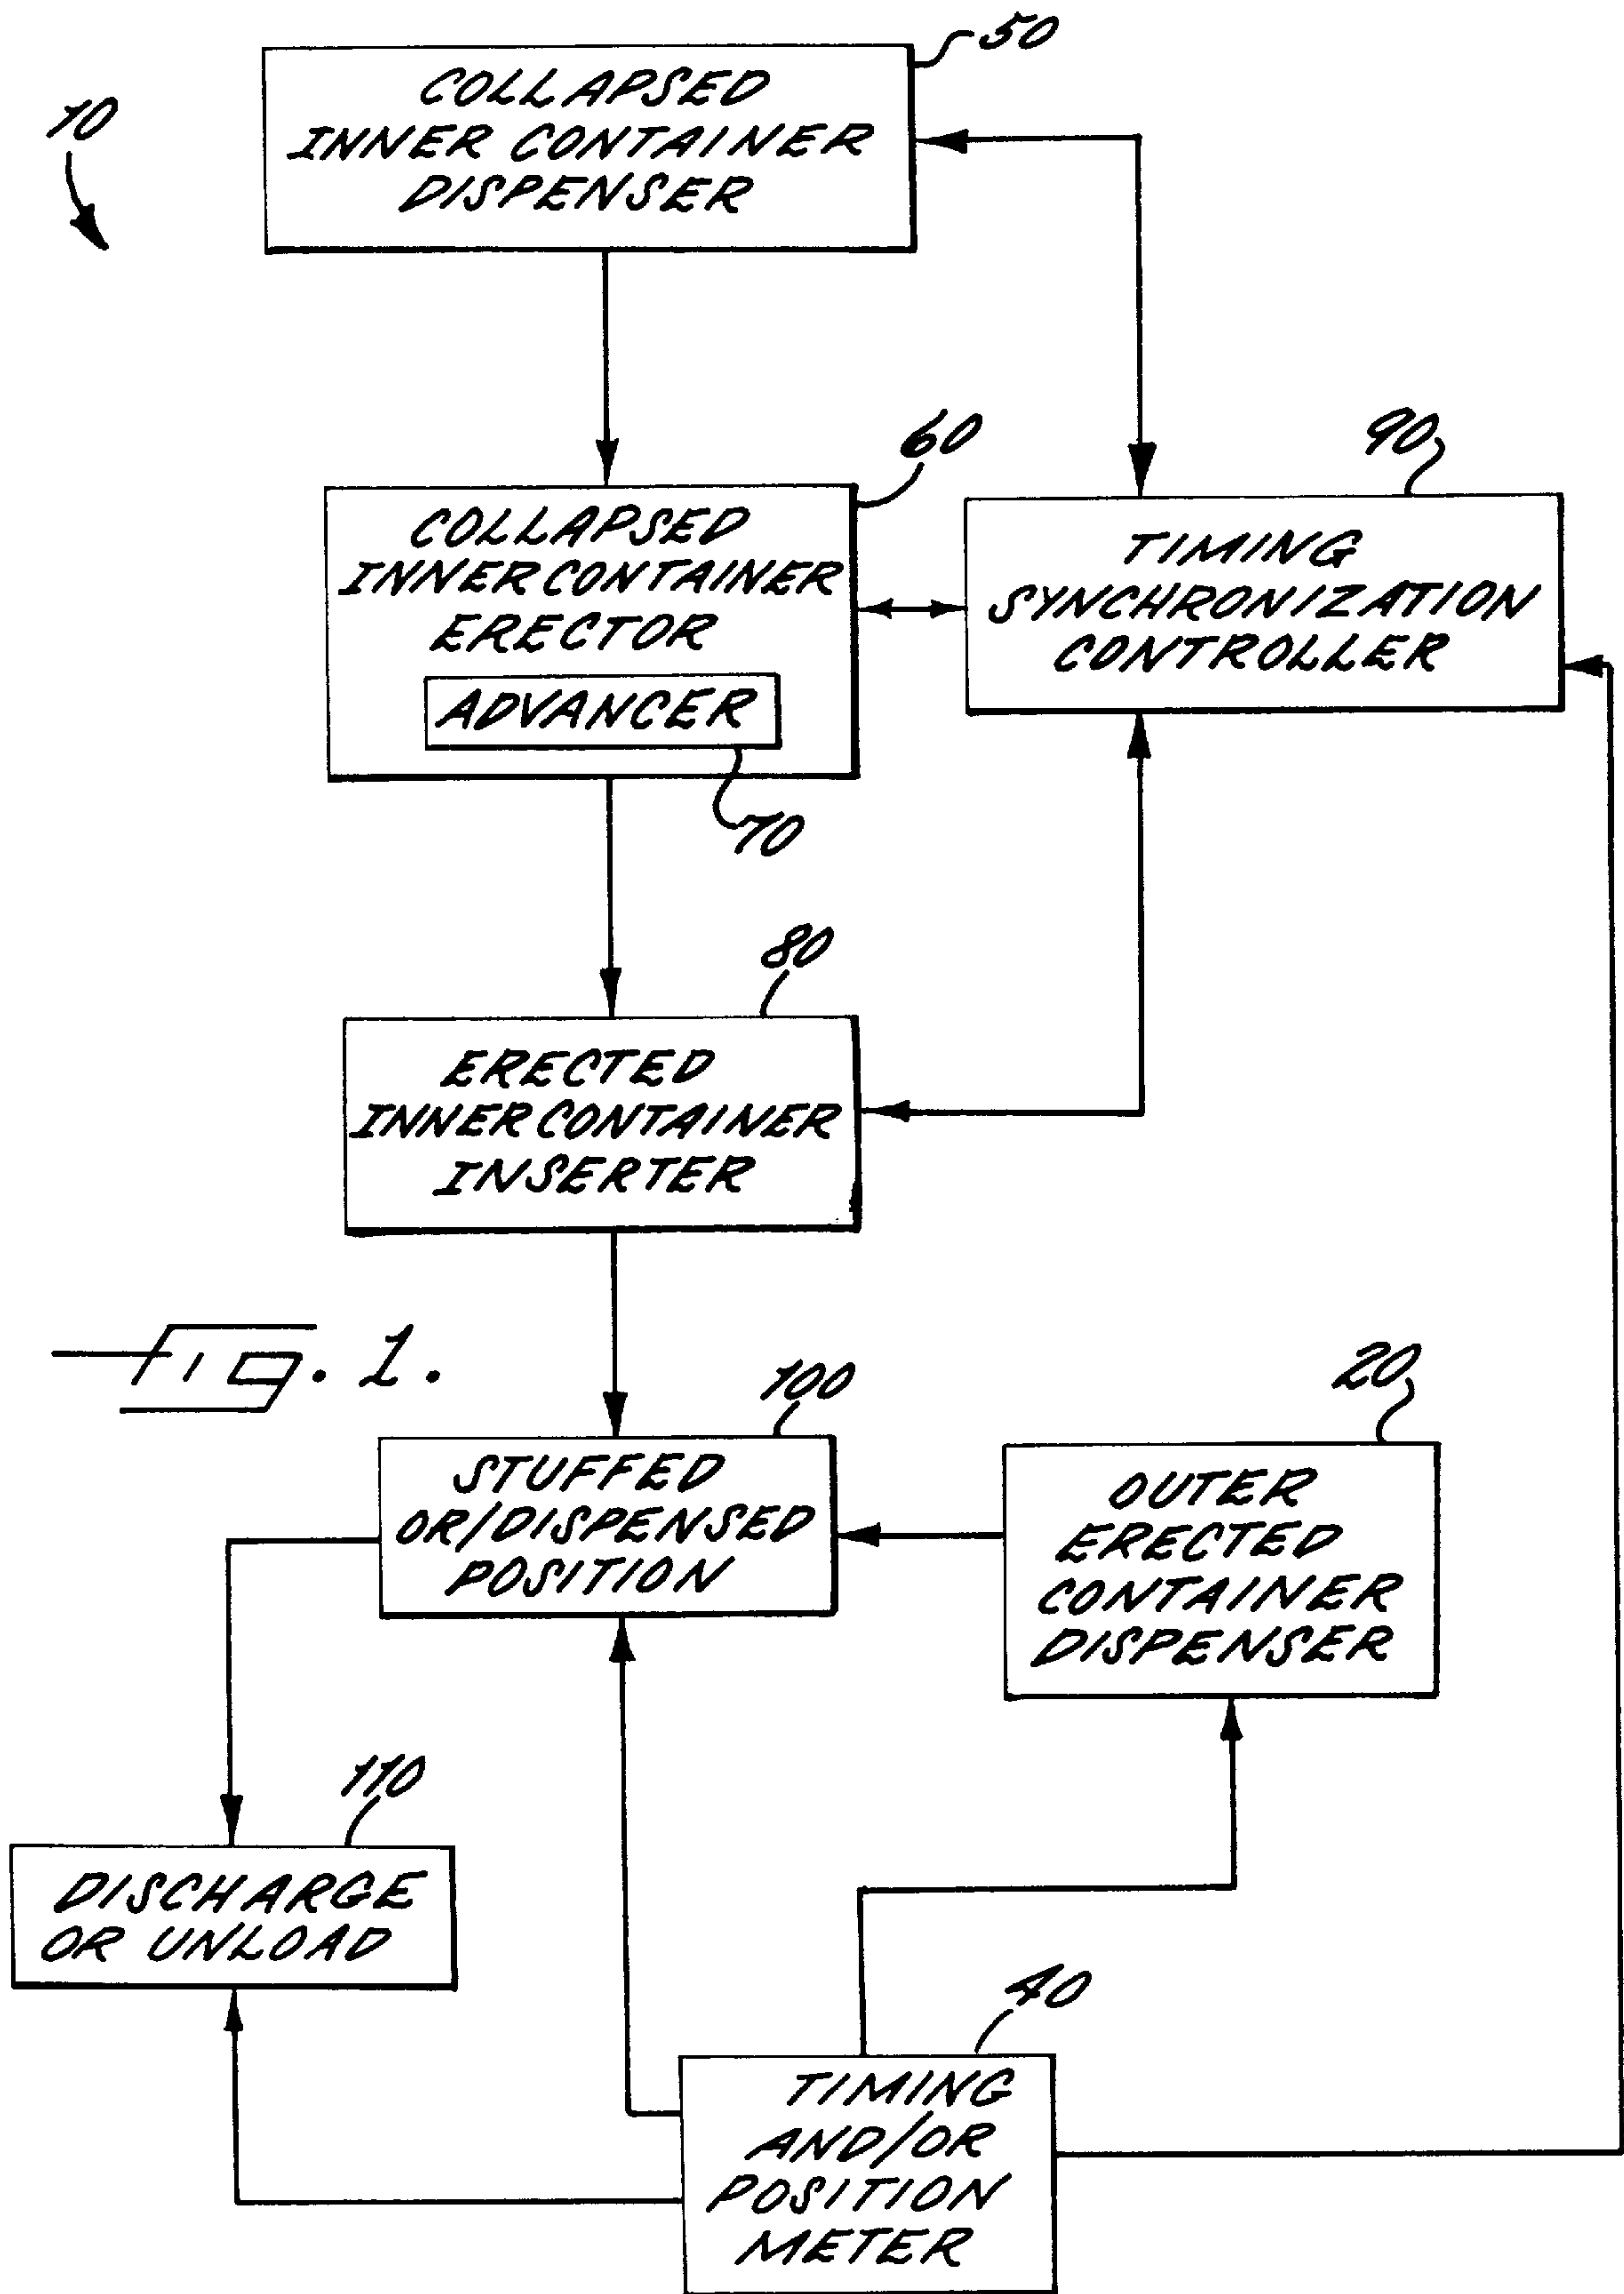 50
10
COLLAPSED
INNER CONTAINER
DISPENSER
60
90
COLLAPSED
INNER CONTAINER
ERECTOR
ADVANCER
70
TIMING
SYNCHRONIZATION
CONTROLLER
80
ERECTED
INNER CONTAINER
INSERTER
Fig. 1.
100
20
STUFFED
OR/DISPENSED
POSITION
OUTER
ERECTED
CONTAINER
DISPENSER
110
DISCHARGE
OR UNLOAD
40
TIMING
AND/OR
POSITION
METER